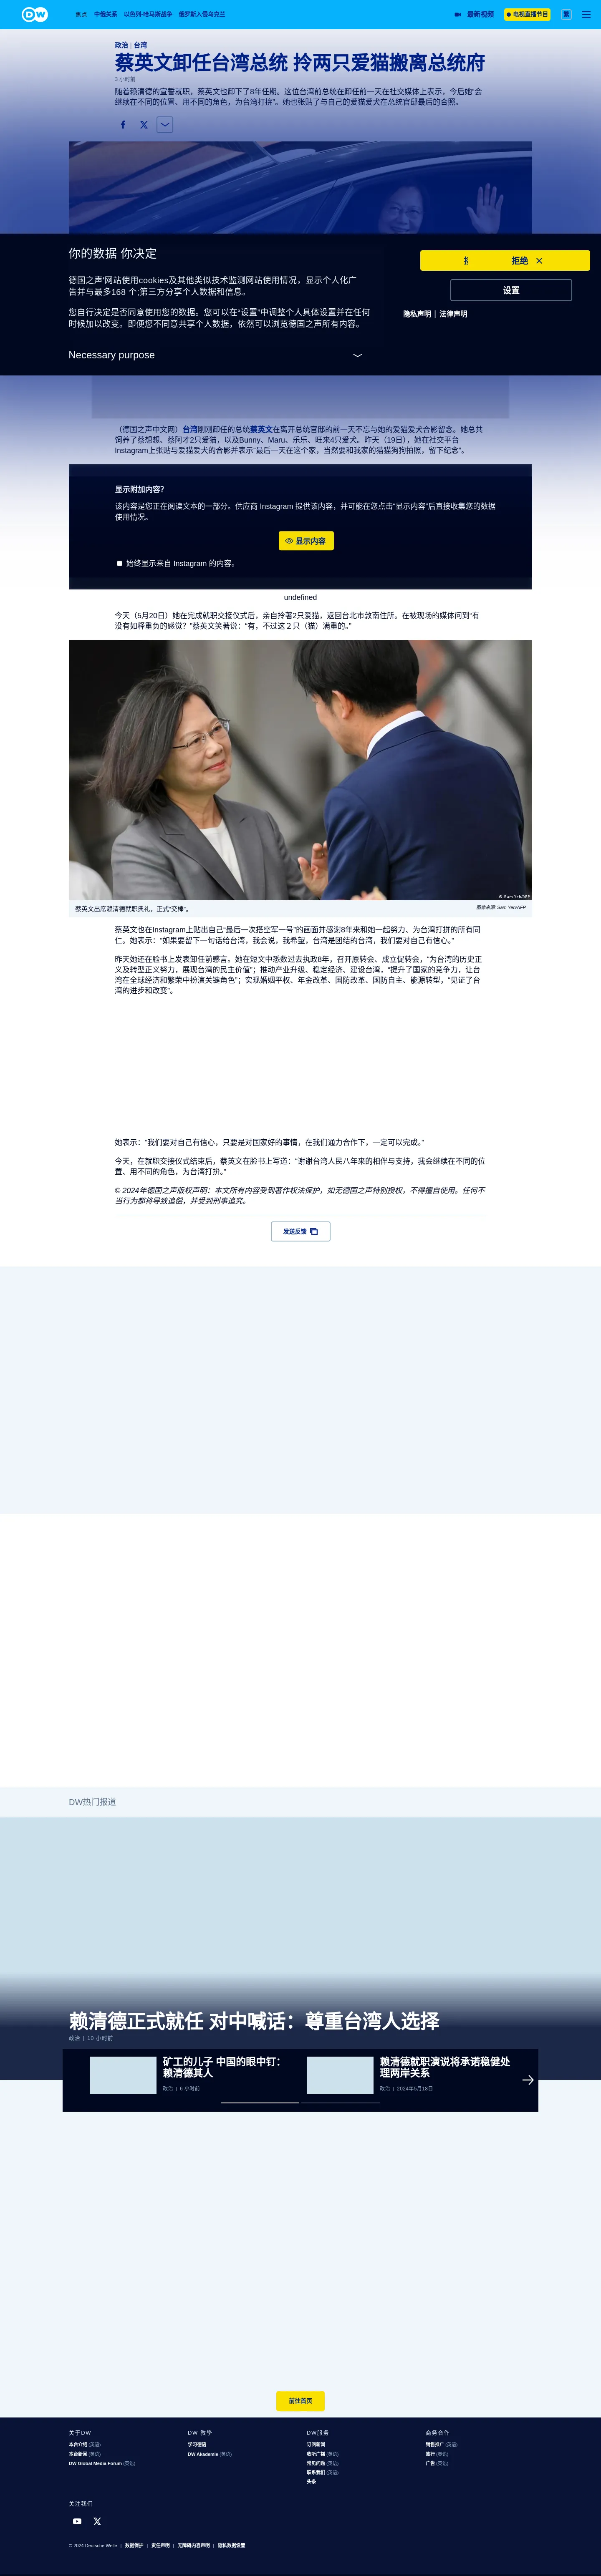 DW
焦点 中俄关系 以色列-哈马斯战争 俄罗斯入侵乌克兰
最新视频
电视直播节目
繁
政治 | 台湾
蔡英文卸任台湾总统 拎两只爱猫搬离总统府
3 小时前
随着赖清德的宣誓就职，蔡英文也卸下了8年任期。这位台湾前总统在卸任前一天在社交媒体上表示，今后她“会
继续在不同的位置、用不同的角色，为台湾打拚”。她也张贴了与自己的爱猫爱犬在总统官邸最后的合照。
你的数据 你决定
德国之声'网站使用cookies及其他类似技术监测网站使用情况，显示个人化广
告并与最多168 个;第三方分享个人数据和信息。
您自行决定是否同意使用您的数据。您可以在“设置”中调整个人具体设置并在任何
时候加以改变。即便您不同意共享个人数据，依然可以浏览德国之声所有内容。
Necessary purpose
拒绝
设置
隐私声明 | 法律声明
（德国之声中文网）台湾刚刚卸任的总统蔡英文在离开总统官邸的前一天不忘与她的爱猫爱犬合影留念。她总共
饲养了蔡想想、蔡阿才2只爱猫，以及Bunny、Maru、乐乐、旺来4只爱犬。昨天（19日），她在社交平台
Instagram上张贴与爱猫爱犬的合影并表示“最后一天在这个家，当然要和我家的猫猫狗狗拍照，留下纪念”。
显示附加内容？
该内容是您正在阅读文本的一部分。供应商 Instagram 提供该内容，并可能在您点击“显示内容”后直接收集您的数据
使用情况。
显示内容
始终显示来自 Instagram 的内容。
undefined
今天（5月20日）她在完成就职交接仪式后，亲自拎著2只爱猫，返回台北市敦南住所。在被现场的媒体问到“有
没有如释重负的感觉？”蔡英文笑著说：“有，不过这２只（猫）满重的。”
© Sam Yeh/AFP
蔡英文出席赖清德就职典礼，正式“交棒”。
图像来源: Sam Yeh/AFP
蔡英文也在Instagram上贴出自己“最后一次搭空军一号”的画面并感谢8年来和她一起努力、为台湾打拼的所有同
仁。她表示：“如果要留下一句话给台湾，我会说，我希望，台湾是团结的台湾，我们要对自己有信心。”
昨天她还在脸书上发表卸任前感言。她在短文中悉数过去执政8年，召开原转会、成立促转会，“为台湾的历史正
义及转型正义努力，展现台湾的民主价值”；推动产业升级、稳定经济、建设台湾，“提升了国家的竞争力，让台
湾在全球经济和繁荣中扮演关键角色”；实现婚姻平权、年金改革、国防改革、国防自主、能源转型，“见证了台
湾的进步和改变”。
她表示：“我们要对自己有信心，只要是对国家好的事情，在我们通力合作下，一定可以完成。”
今天，在就职交接仪式结束后，蔡英文在脸书上写道：“谢谢台湾人民八年来的相伴与支持，我会继续在不同的位
置、用不同的角色，为台湾打拼。”
© 2024年德国之声版权声明：本文所有内容受到著作权法保护，如无德国之声特别授权，不得擅自使用。任何不
当行为都将导致追偿，并受到刑事追究。
发送反馈
DW热门报道
赖清德正式就任 对中喊话：尊重台湾人选择
政治 | 10 小时前
矿工的儿子 中国的眼中钉：
赖清德其人
政治 | 6 小时前
赖清德就职演说将承诺稳健处
理两岸关系
政治 | 2024年5月18日
前往首页
关于DW
本台介绍 (英语)
本台新闻 (英语)
DW Global Media Forum (英语)
DW 教学
学习德语
DW Akademie (英语)
DW服务
订阅新闻
收听广播 (英语)
常见问题 (英语)
联系我们 (英语)
头条
商务合作
销售推广 (英语)
旅行 (英语)
广告 (英语)
关注我们
© 2024 Deutsche Welle | 数据保护 | 责任声明 | 无障碍内容声明 | 隐私数据设置